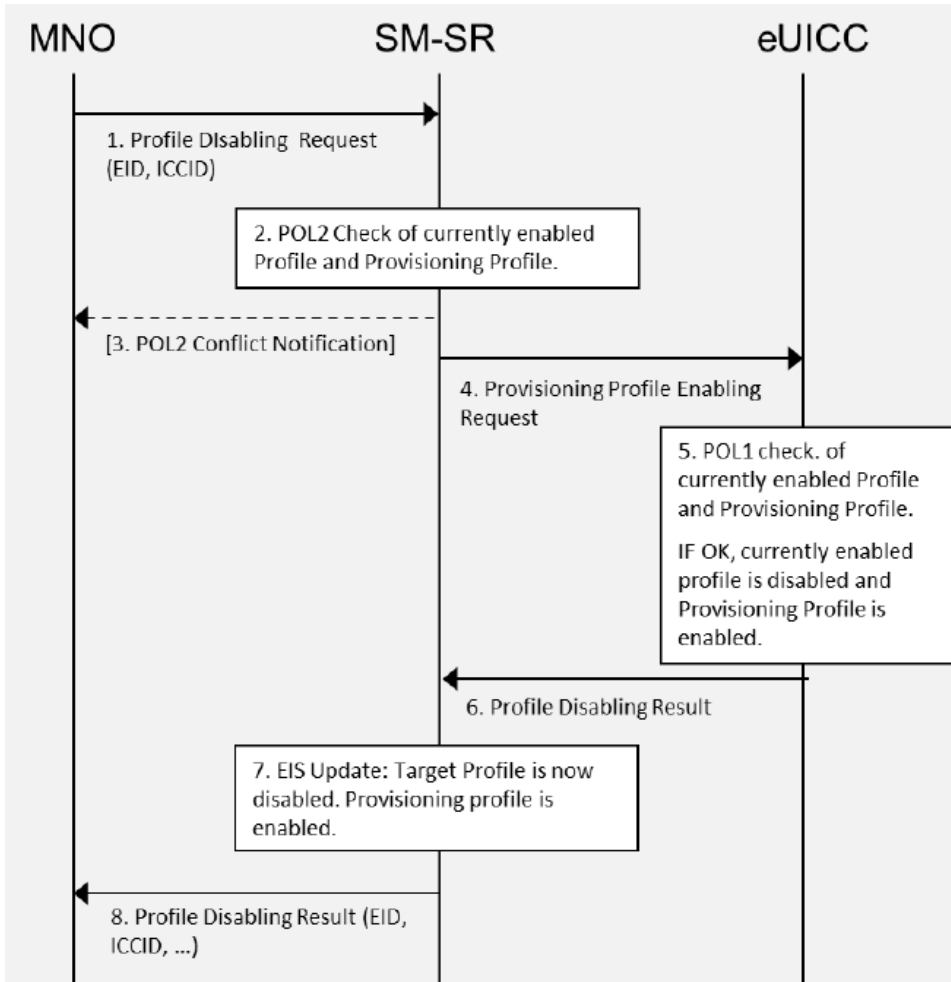 MNO SM-SR eUICC
1. Profile DIsabling Request
(EID, ICCID)
2. POL2 Check of currently enabled
Profile and Provisioning Profile.
[3. POL2 Conflict Notification]
4. Provisioning Profile Enabling
Request
5. POL1 check. of
currently enabled Profile
and Provisioning Profile.
IF OK, currently enabled
profile is disabled and
Provisioning Profile is
enabled.
6. Profile Disabling Result
7. EIS Update: Target Profile is now
disabled. Provisioning profile is
enabled.
8. Profile Disabling Result (EID,
ICCID, ...)